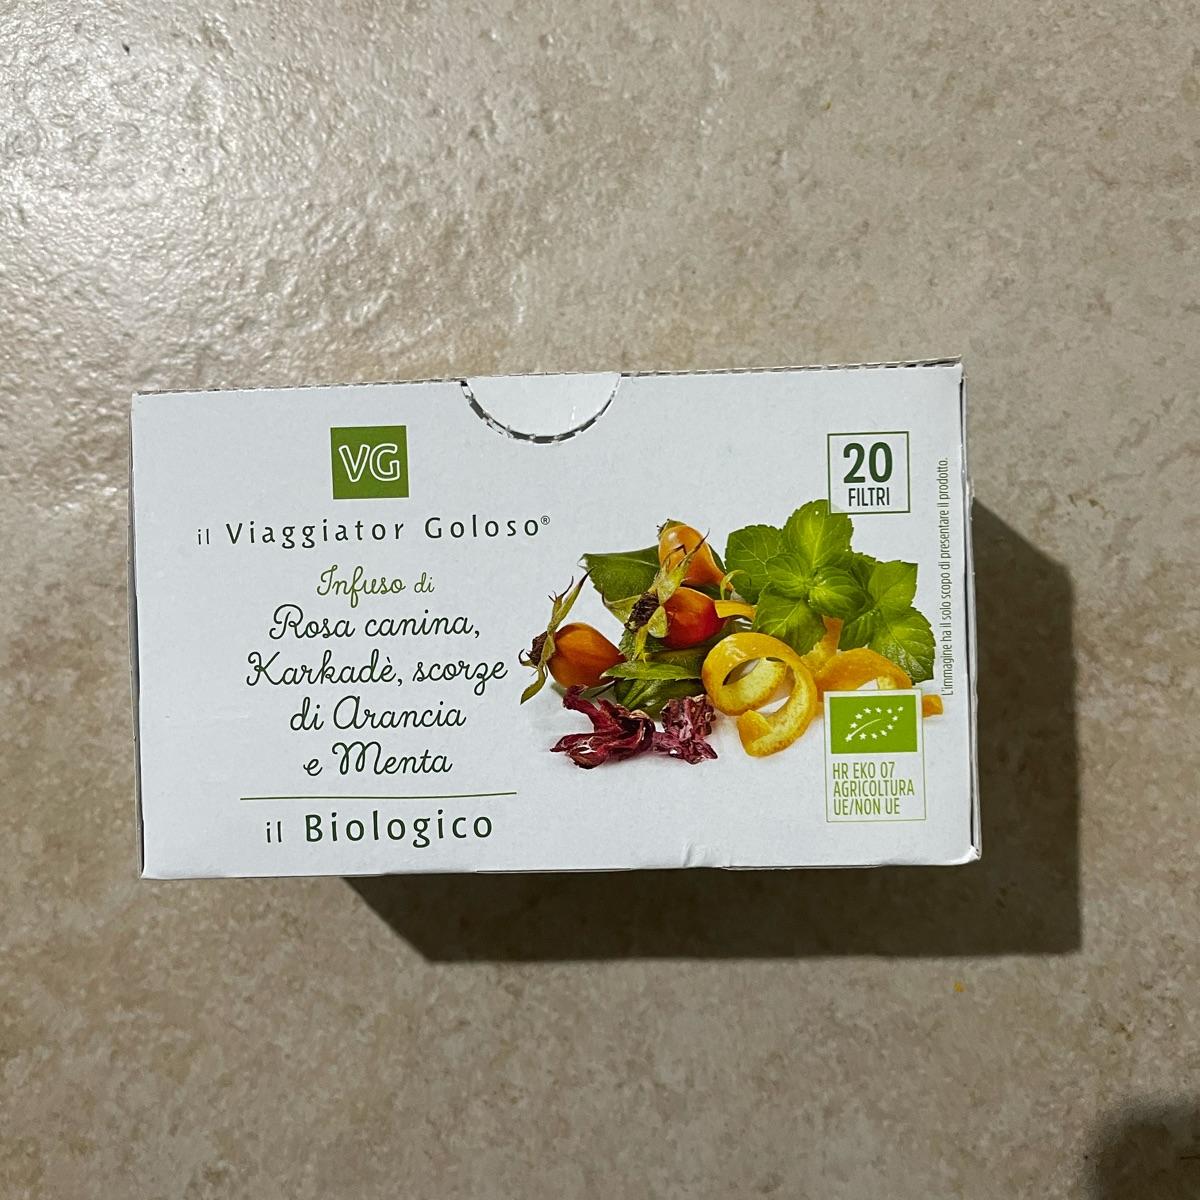 VG
il Viaggiator Goloso®
Infuso di
Rosa canina,
Karkadè, scorze
di Arancia
e Menta
il Biologico
20
FILTRI
L'immagine ha il solo scopo di presentare il prodotto.
HR EKO 07
AGRICOLTURA
UE/NON UE